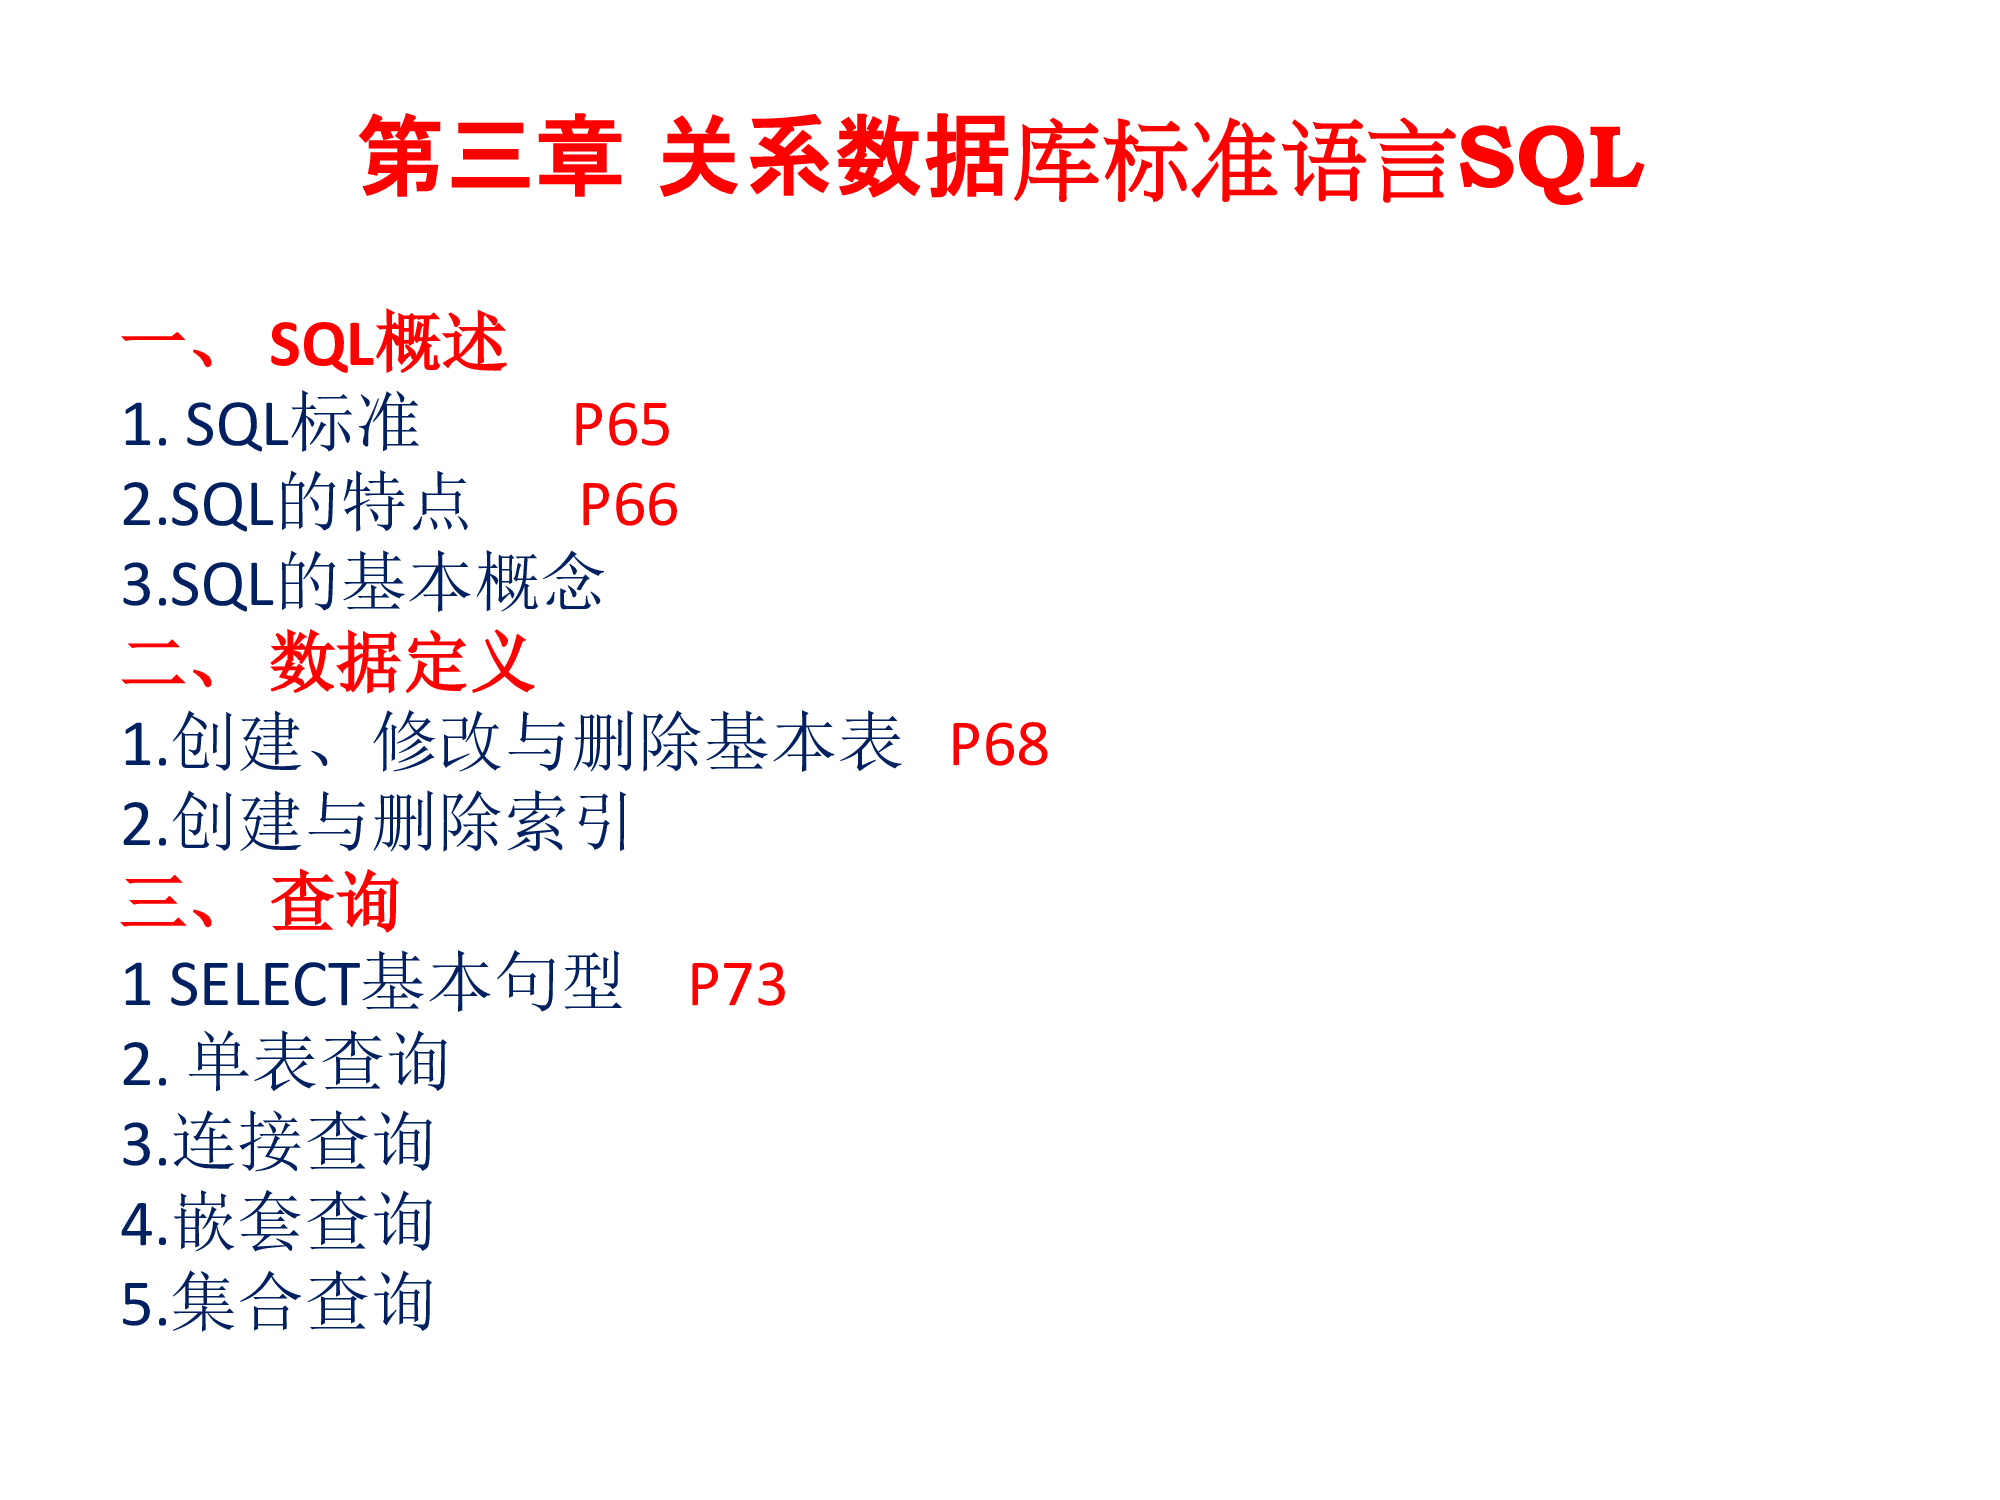 第三章 关系数据库标准语言SQL
一、 SQL概述
1. SQL标准 P65
2.SQL的特点 P66
3.SQL的基本概念
二、 数据定义
1.创建、修改与删除基本表 P68
2.创建与删除索引
三、 查询
1 SELECT基本句型 P73
2. 单表查询
3.连接查询
4.嵌套查询
5.集合查询